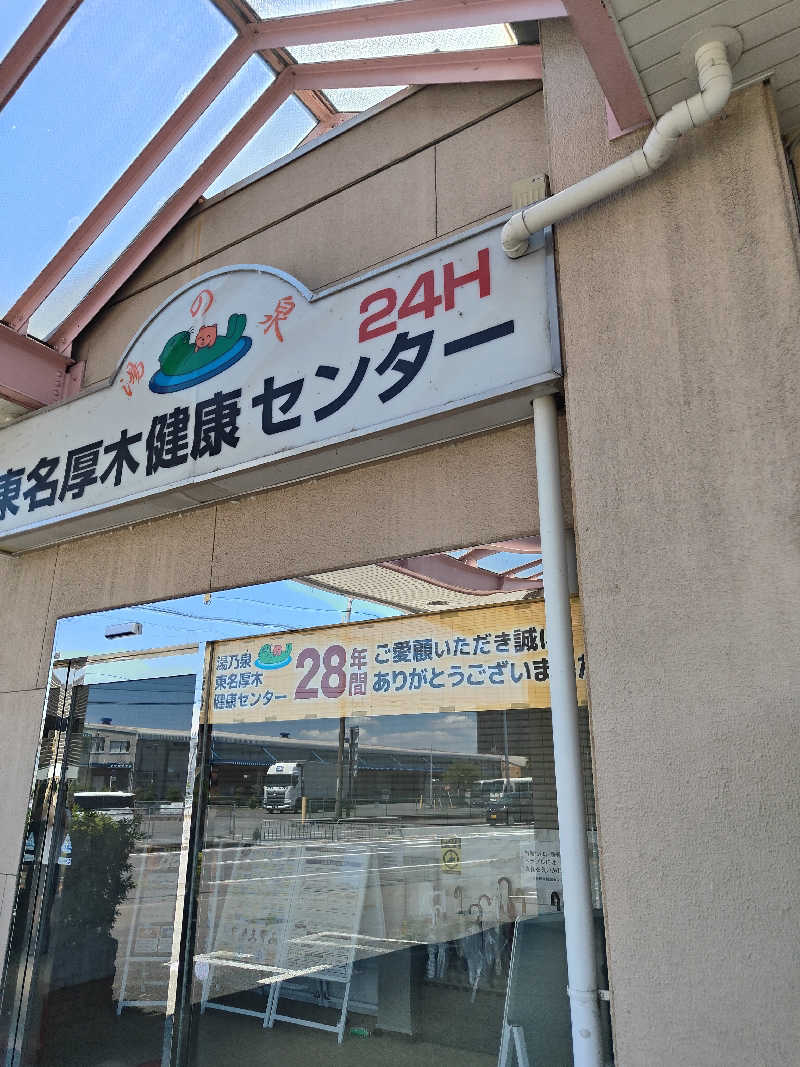 湯の泉
24H
東名厚木健康センター
湯乃泉
東名厚木
健康センター
28年間
ご愛顧いただき誠に
ありがとうございました